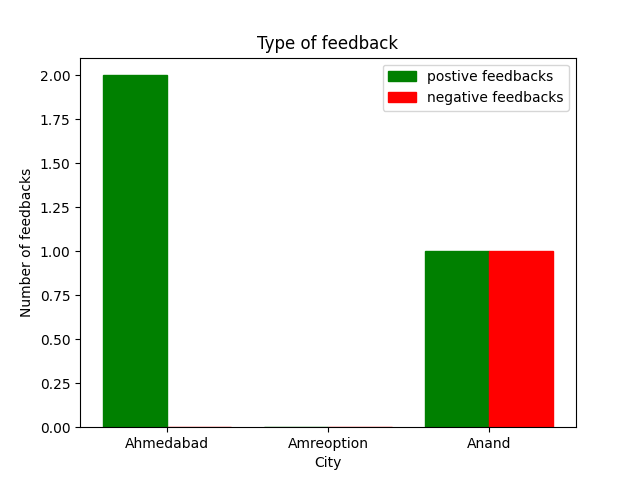 Type of feedback
postive feedbacks
negative feedbacks
2.00
1.75
1.50
1.25
1.00
0.75
0.50
0.25
0.00
Number of feedbacks
Ahmedabad Amreoption Anand
City